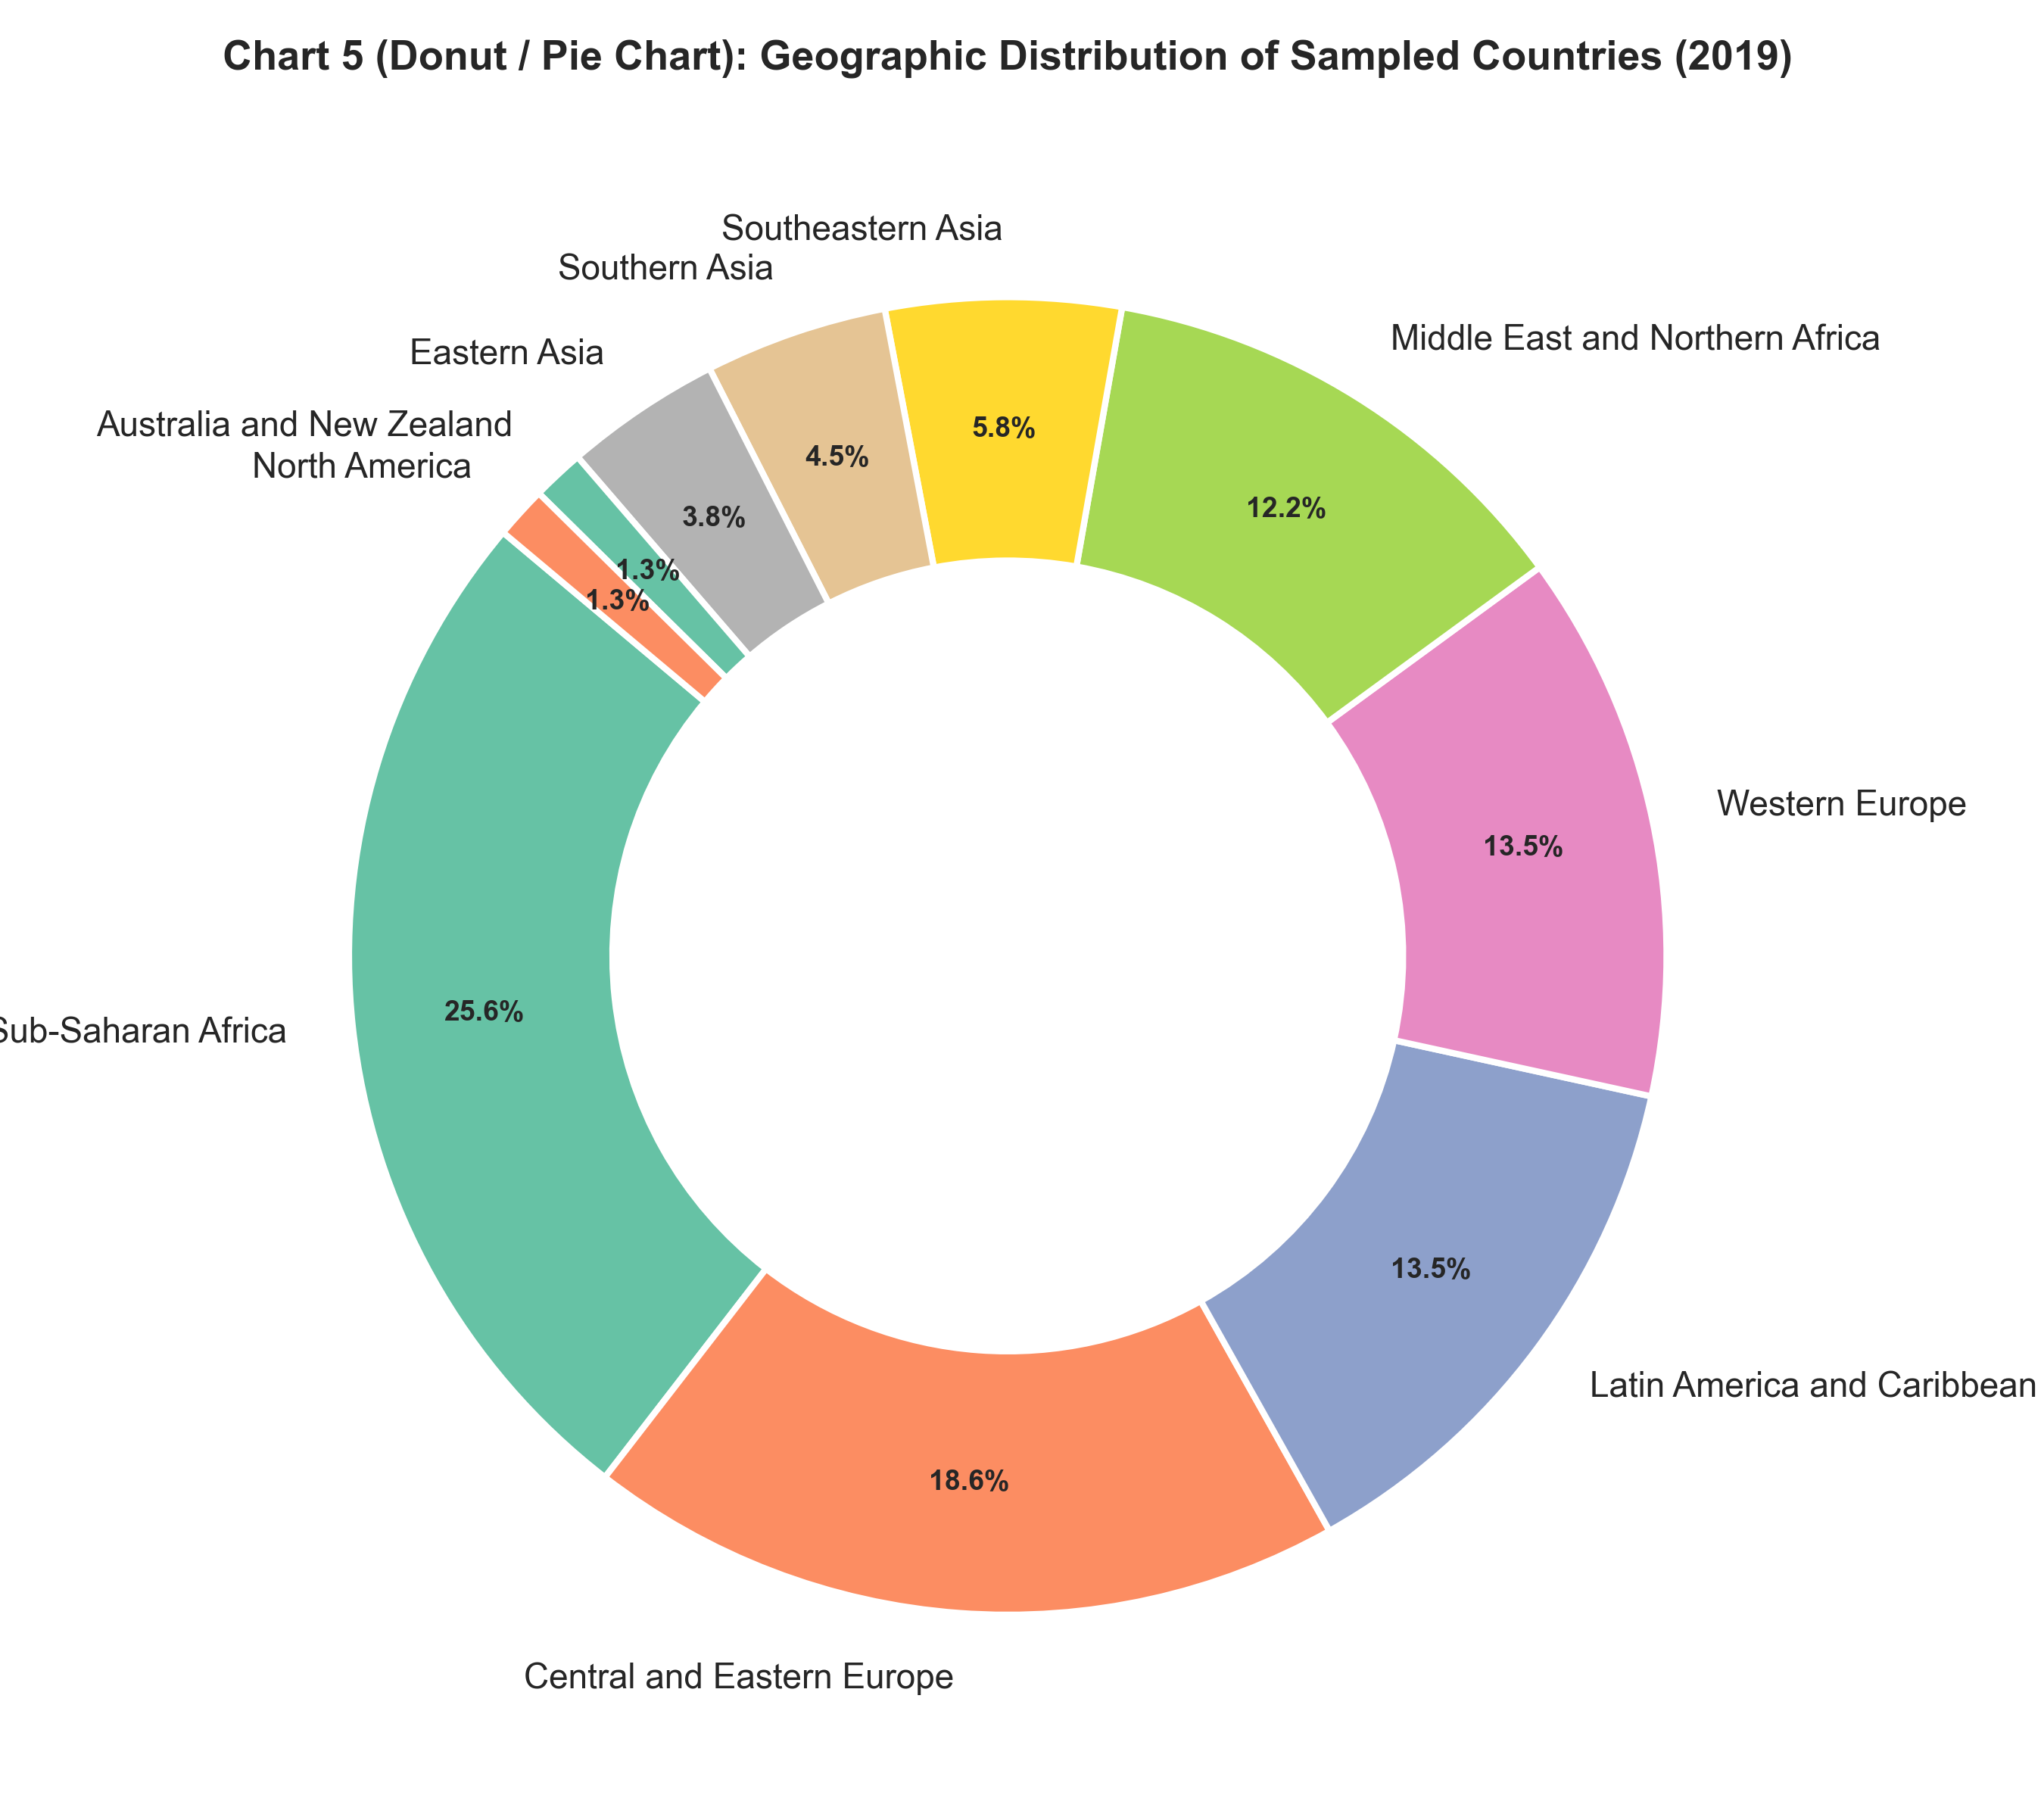 Chart 5 (Donut / Pie Chart): Geographic Distribution of Sampled Countries (2019)
Southeastern Asia
Southern Asia
Middle East and Northern Africa
Eastern Asia
Australia and New Zealand
North America
5.8%
4.5%
12.2%
3.8%
1.3%
1.3%
Western Europe
13.5%
25.6%
Sub-Saharan Africa
13.5%
Latin America and Caribbean
18.6%
Central and Eastern Europe